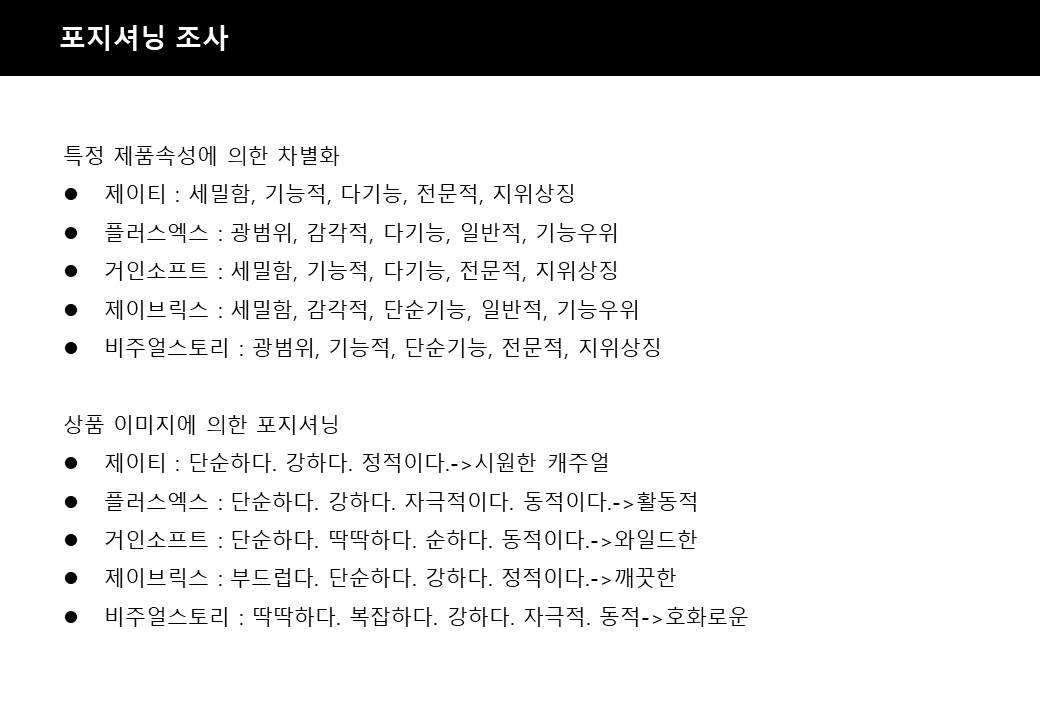 포지셔닝 조사
특정 제품속성에 의한 차별화
● 제이티 : 세밀함, 기능적, 다기능, 전문적, 지위상징
● 플러스엑스 : 광범위, 감각적, 다기능, 일반적, 기능우위
● 거인소프트 : 세밀함, 기능적, 다기능, 전문적, 지위상징
● 제이브릭스 : 세밀함, 감각적, 단순기능, 일반적, 기능우위
● 비주얼스토리 : 광범위, 기능적, 단순기능, 전문적, 지위상징
상품 이미지에 의한 포지셔닝
● 제이티 : 단순하다. 강하다. 정적이다.->시원한 캐주얼
● 플러스엑스 : 단순하다. 강하다. 자극적이다. 동적이다.->활동적
● 거인소프트 : 단순하다. 딱딱하다. 순하다. 동적이다.->와일드한
● 제이브릭스 : 부드럽다. 단순하다. 강하다. 정적이다.->깨끗한
● 비주얼스토리 : 딱딱하다. 복잡하다. 강하다. 자극적. 동적->호화로운